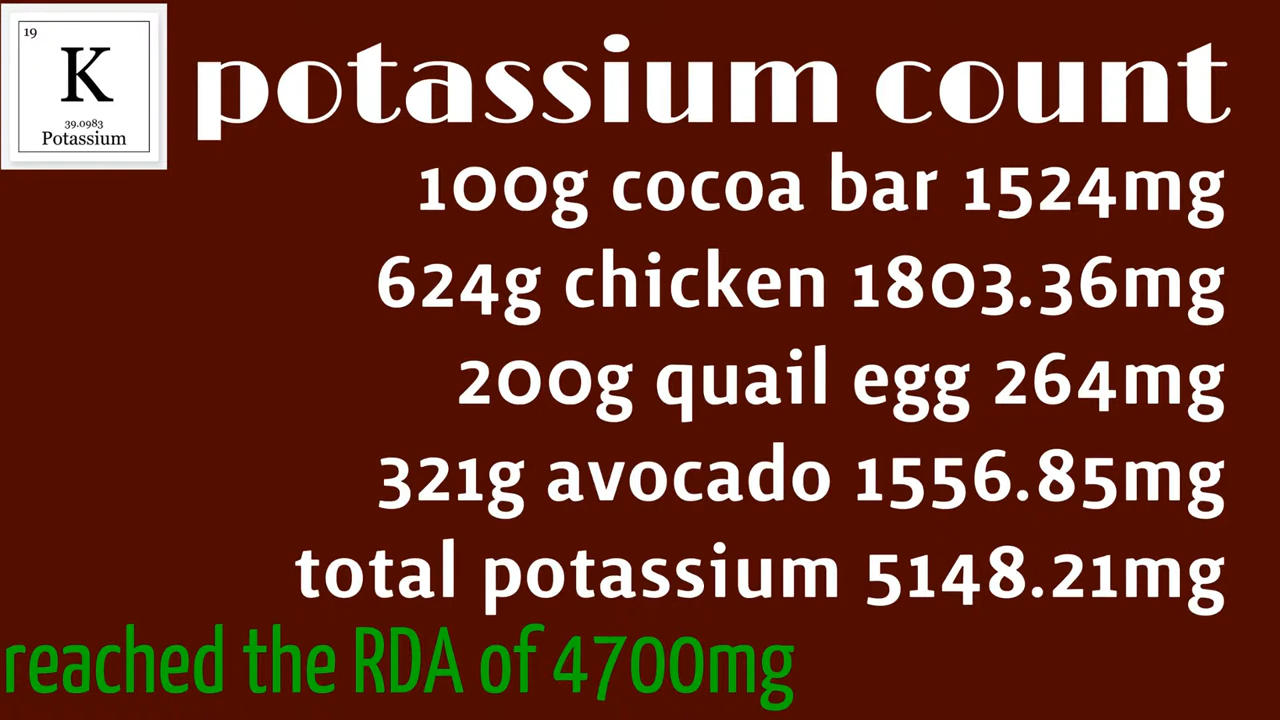 19
K
39.0983
Potassium
potassium count
100g cocoa bar 1524mg
624g chicken 1803.36mg
200g quail egg 264mg
321g avocado 1556.85mg
total potassium 5148.21mg
reached the RDA of 4700mg